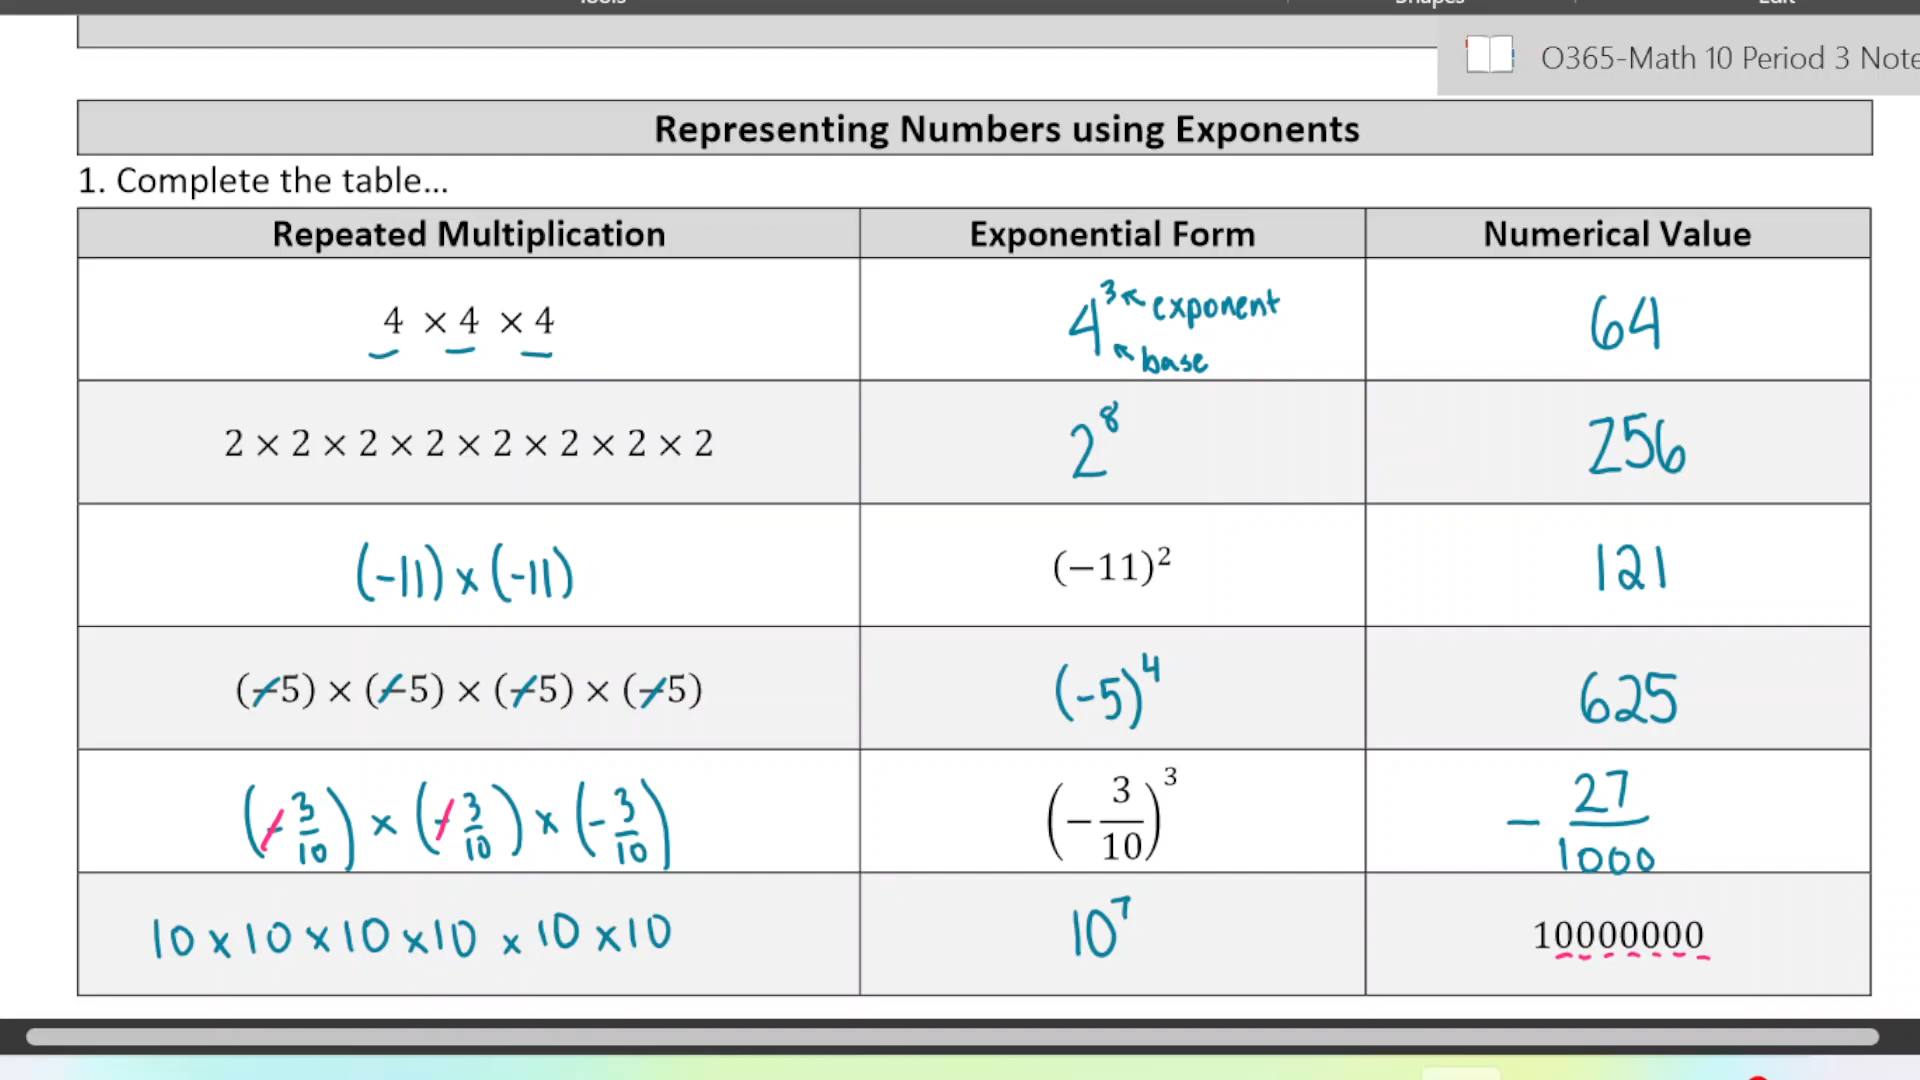 O365-Math 10 Period 3 Note
Representing Numbers using Exponents
1. Complete the table...
Repeated Multiplication Exponential Form Numerical Value
4 × 4 × 4 4³ exponent base 64
2 × 2 × 2 × 2 × 2 × 2 × 2 × 2 2⁸ 256
(-11) x (-11) (−11)² 121
(−5) × (−5) × (−5) × (−5) (-5)⁴ 625
(-3/10) x (-3/10) x (-3/10) (−3/10)³ -27/1000
10 x 10 x 10 x 10 x 10 x 10 10⁷ 10000000